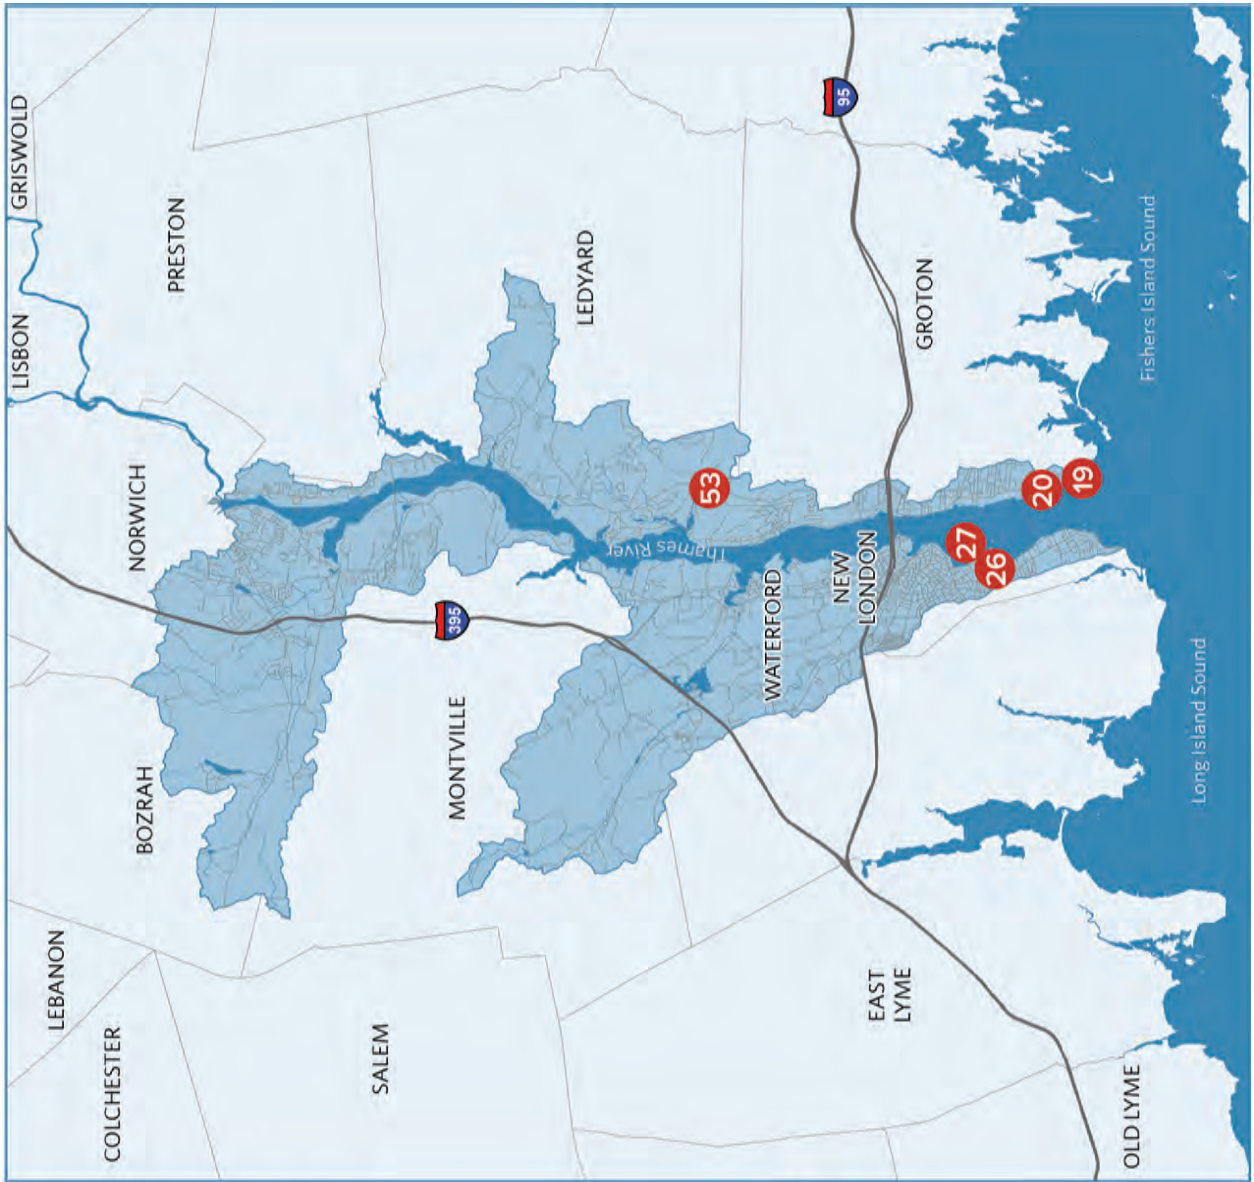 LISBON
GRISWOLD
LEBANON
COLCHESTER
NORWICH
BOZRAH
PRESTON
SALEM
MONTVILLE
395
LEDYARD
Thames River
53
WATERFORD
NEW
LONDON
95
EAST
LYME
GROTON
27
26
20
19
OLD LYME
Fishers Island Sound
Long Island Sound